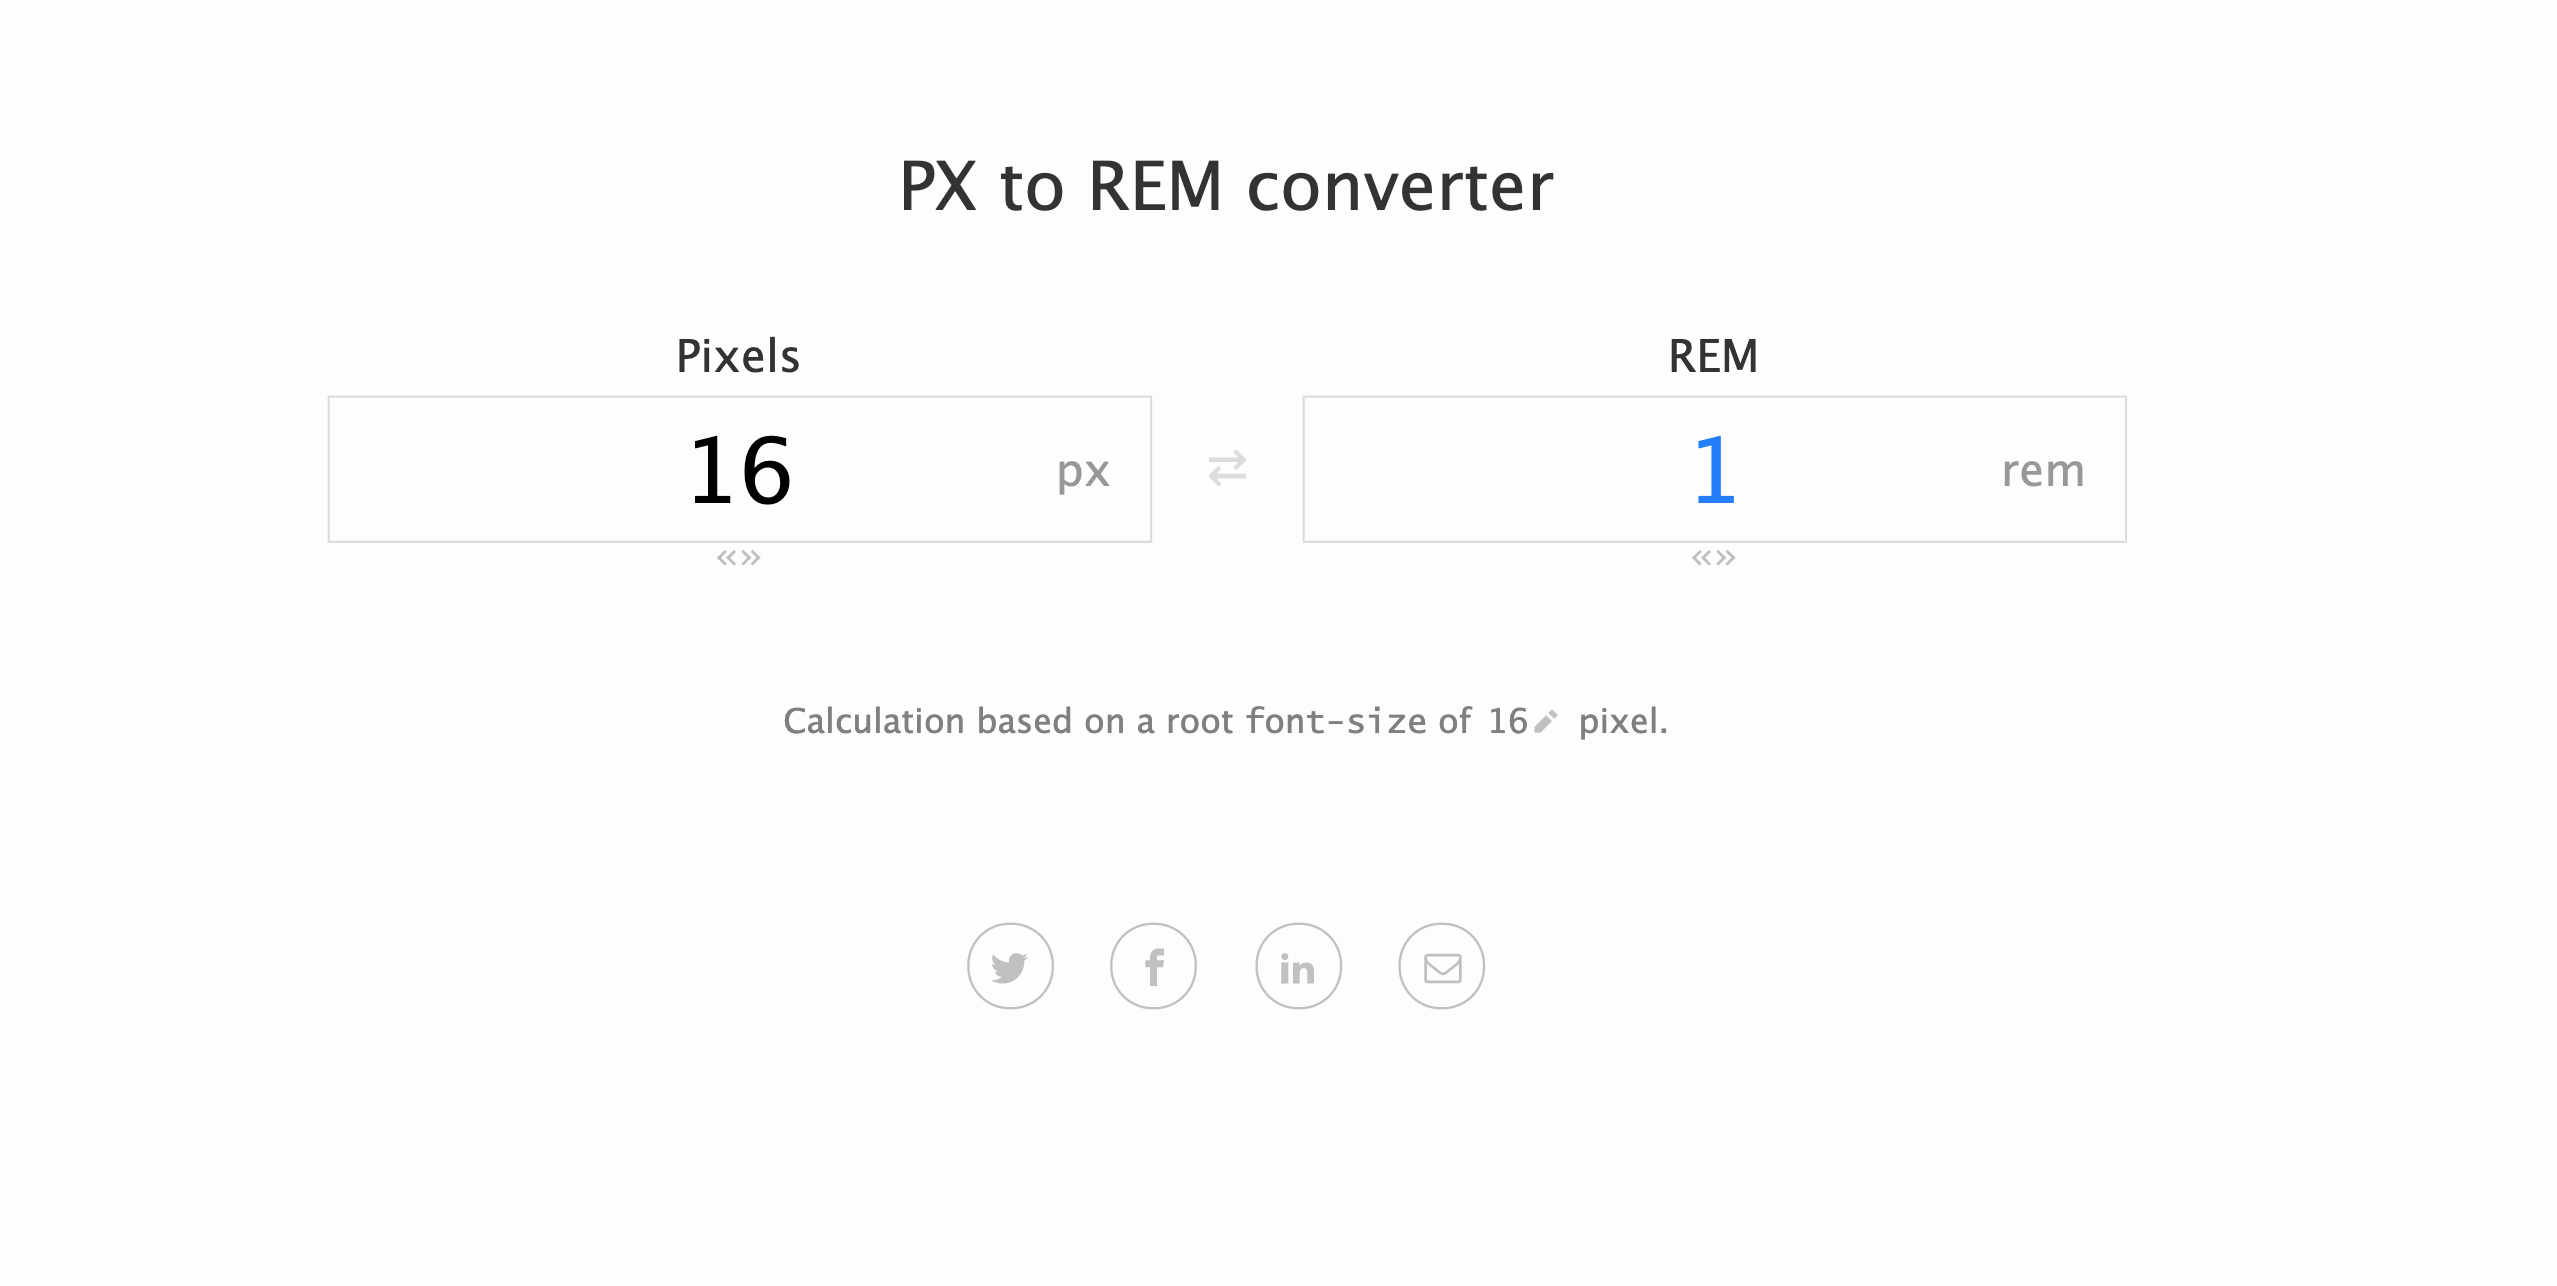 PX to REM converter
Pixels
REM
16 px
1 rem
Calculation based on a root font-size of 16 pixel.